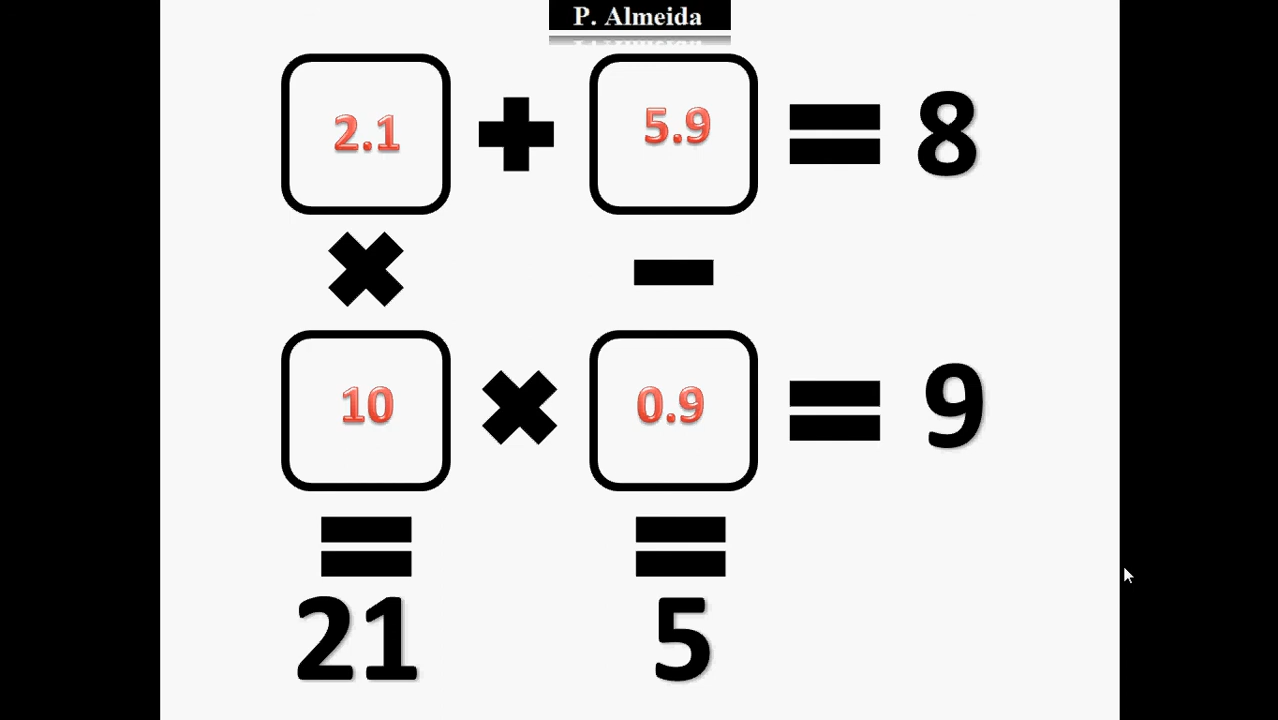 P. Almeida
2.1 + 5.9 = 8
× −
10 × 0.9 = 9
= =
21 5